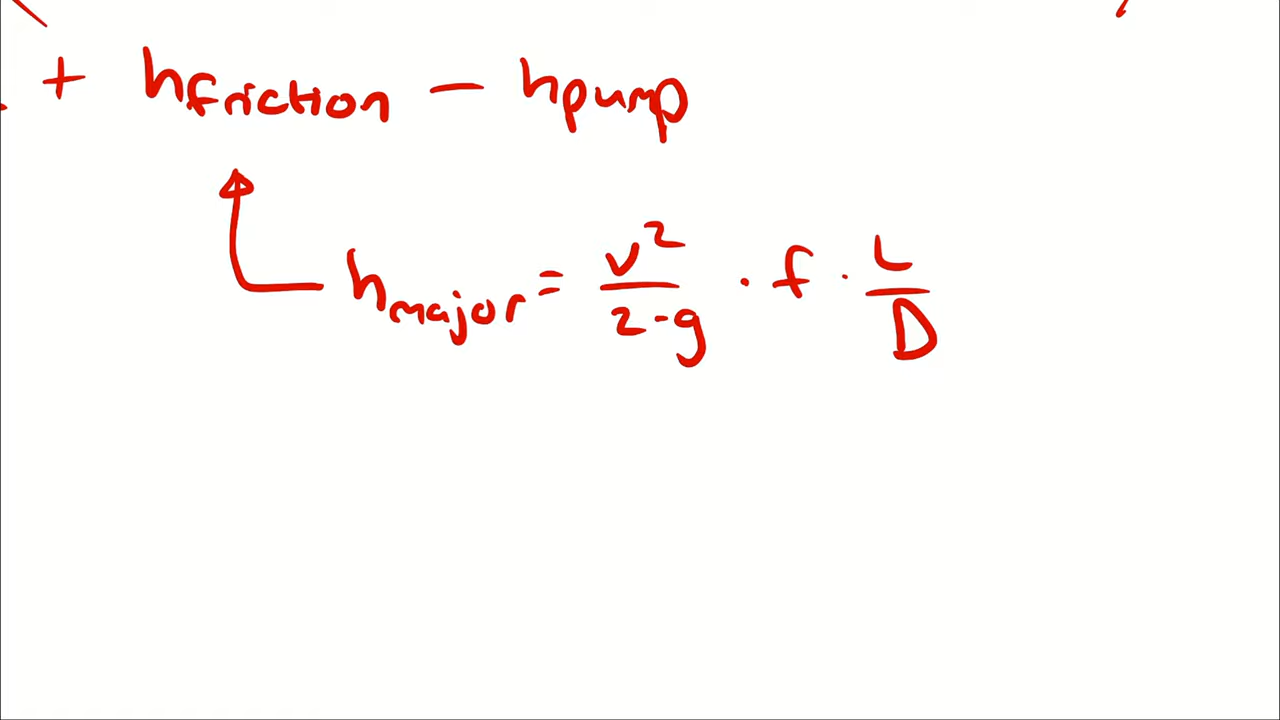 + hfriction - hpump
hmajor = v²/2·g · f · L/D